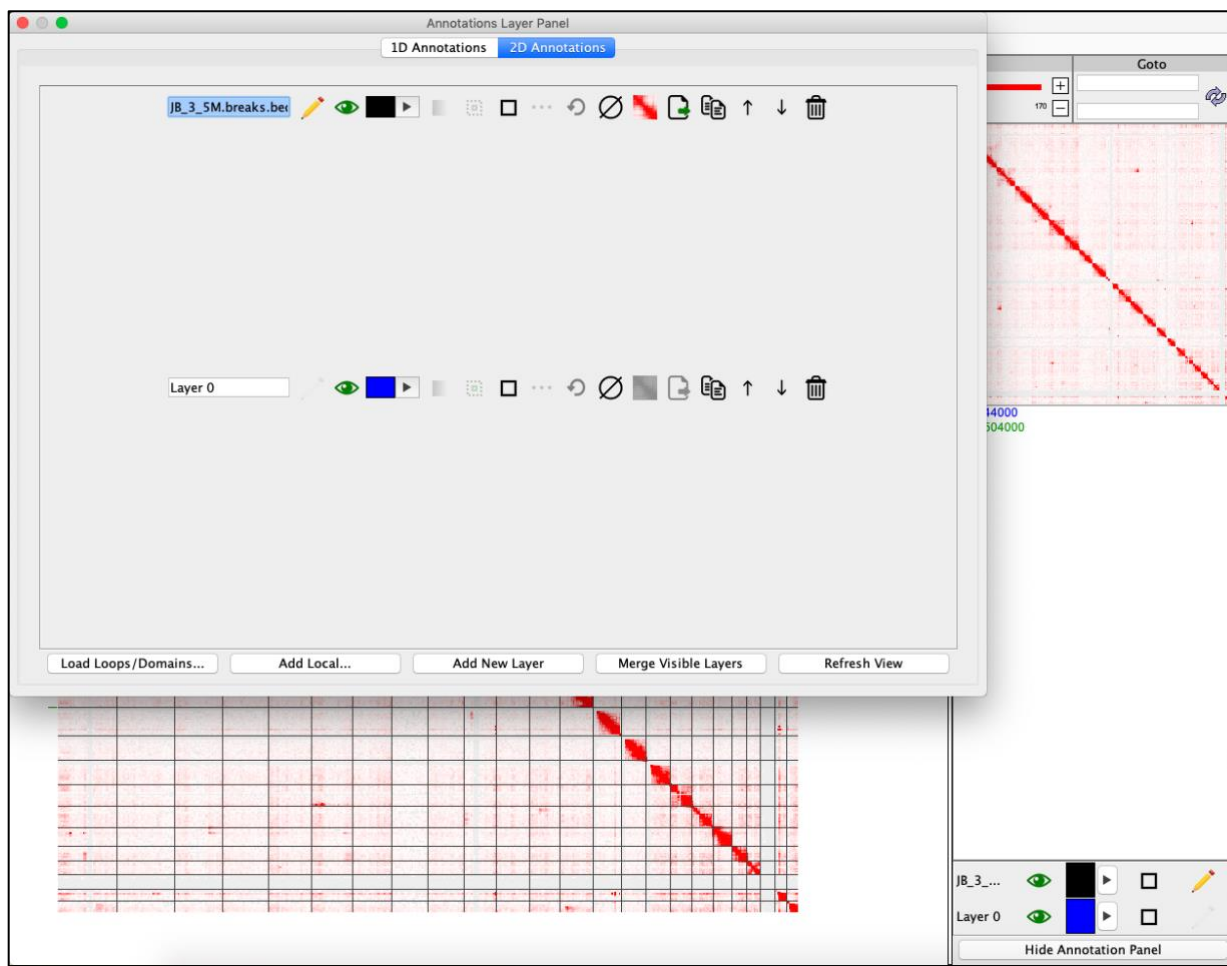 Annotations Layer Panel
1D Annotations 2D Annotations
Goto
170
JB_3_5M.breaks.bed
Layer 0
44000
504000
Load Loops/Domains... Add Local... Add New Layer Merge Visible Layers Refresh View
JB_3_...
Layer 0
Hide Annotation Panel